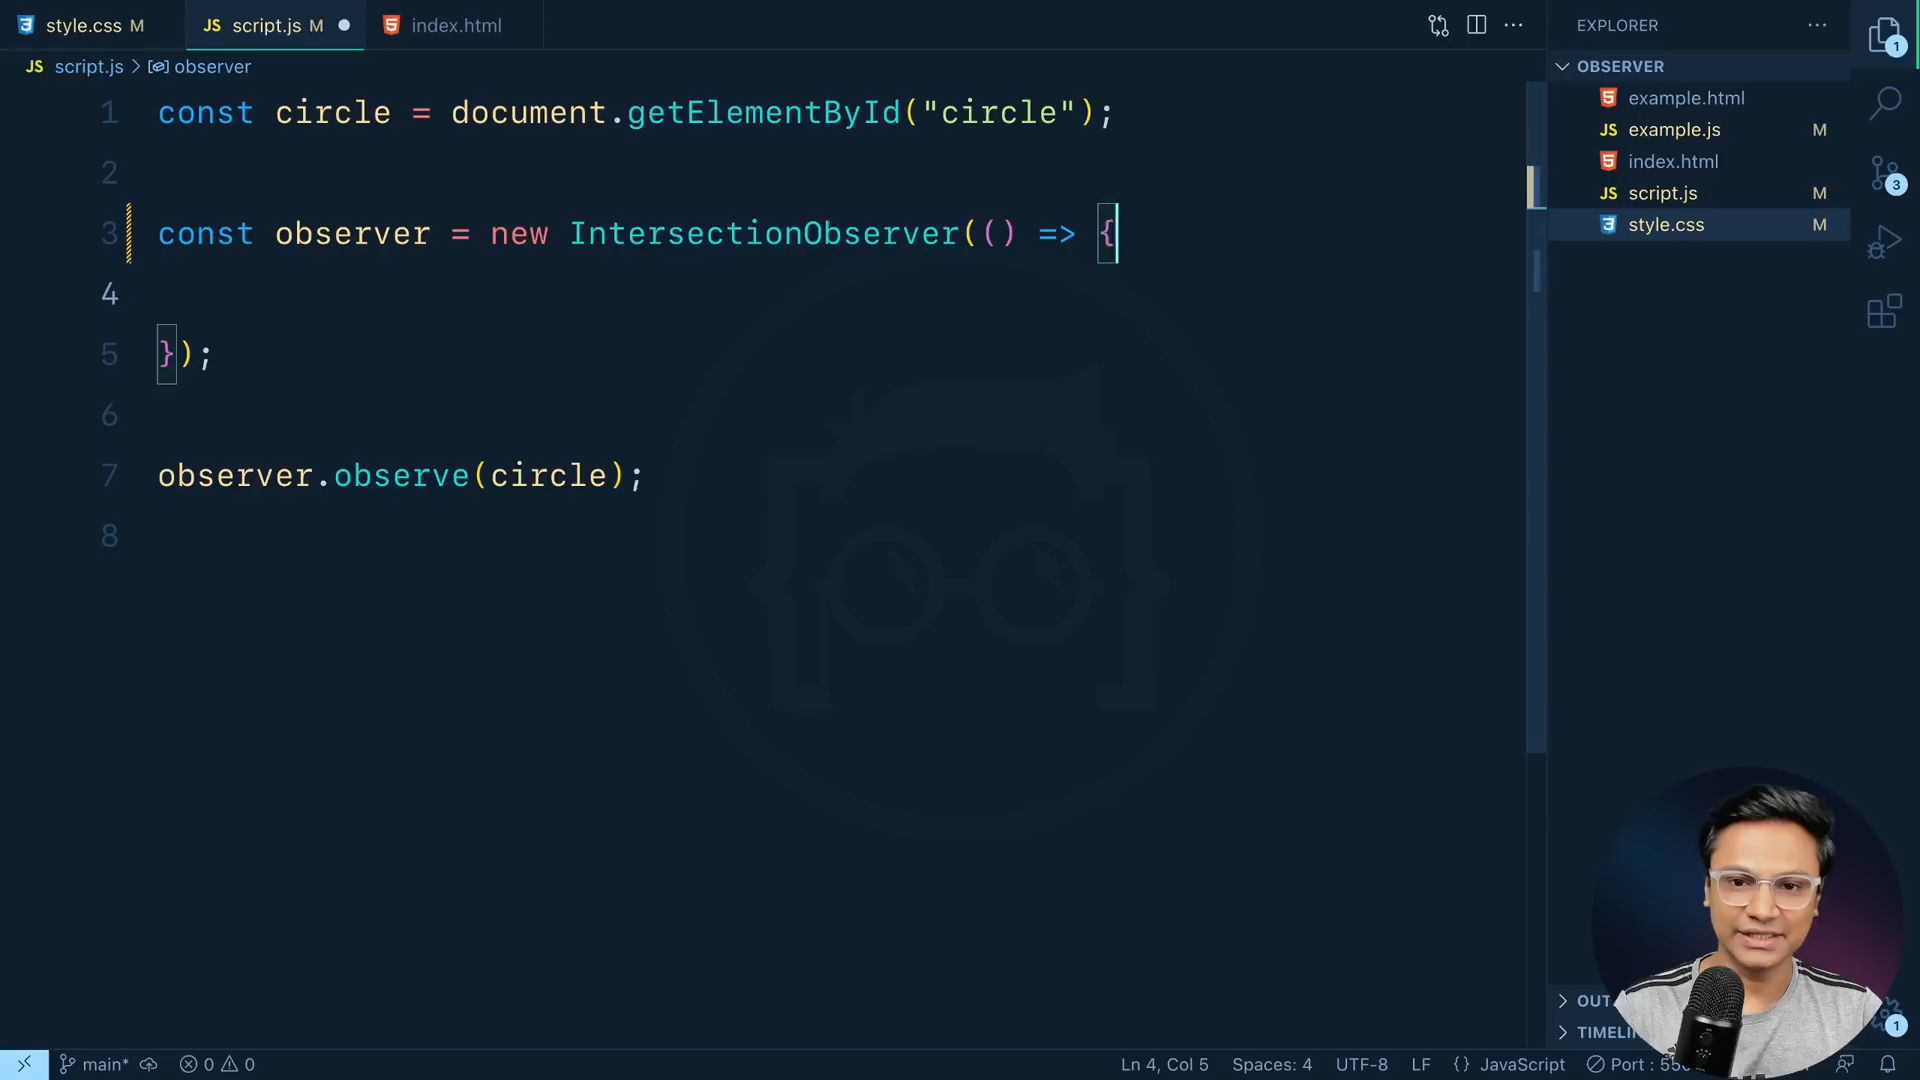 style.css M
JS script.js M
index.html
EXPLORER
JS script.js > observer
OBSERVER
example.html
JS example.js M
index.html
JS script.js M
style.css M
1
1 const circle = document.getElementById("circle");
2
3 const observer = new IntersectionObserver(() => {
4
5 });
6
7 observer.observe(circle);
8
3
1
main* 0 0
Ln 4, Col 5 Spaces: 4 UTF-8 LF {} JavaScript Port :